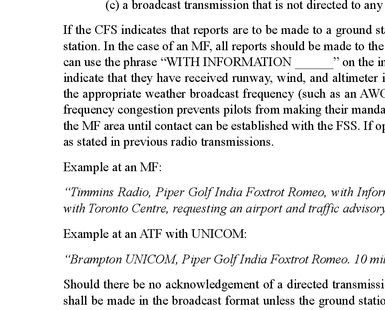 (c) a broadcast transmission that is not directed to any
If the CFS indicates that reports are to be made to a ground st
station. In the case of an MF, all reports should be made to the
can use the phrase “WITH INFORMATION ______” on the in
indicate that they have received runway, wind, and altimeter i
the appropriate weather broadcast frequency (such as an AWO
frequency congestion prevents pilots from making their manda
the MF area until contact can be established with the FSS. If op
as stated in previous radio transmissions.
Example at an MF:
“Timmins Radio, Piper Golf India Foxtrot Romeo, with Infor
with Toronto Centre, requesting an airport and traffic advisory
Example at an ATF with UNICOM:
“Brampton UNICOM, Piper Golf India Foxtrot Romeo. 10 mil
Should there be no acknowledgement of a directed transmissi
shall be made in the broadcast format unless the ground statio